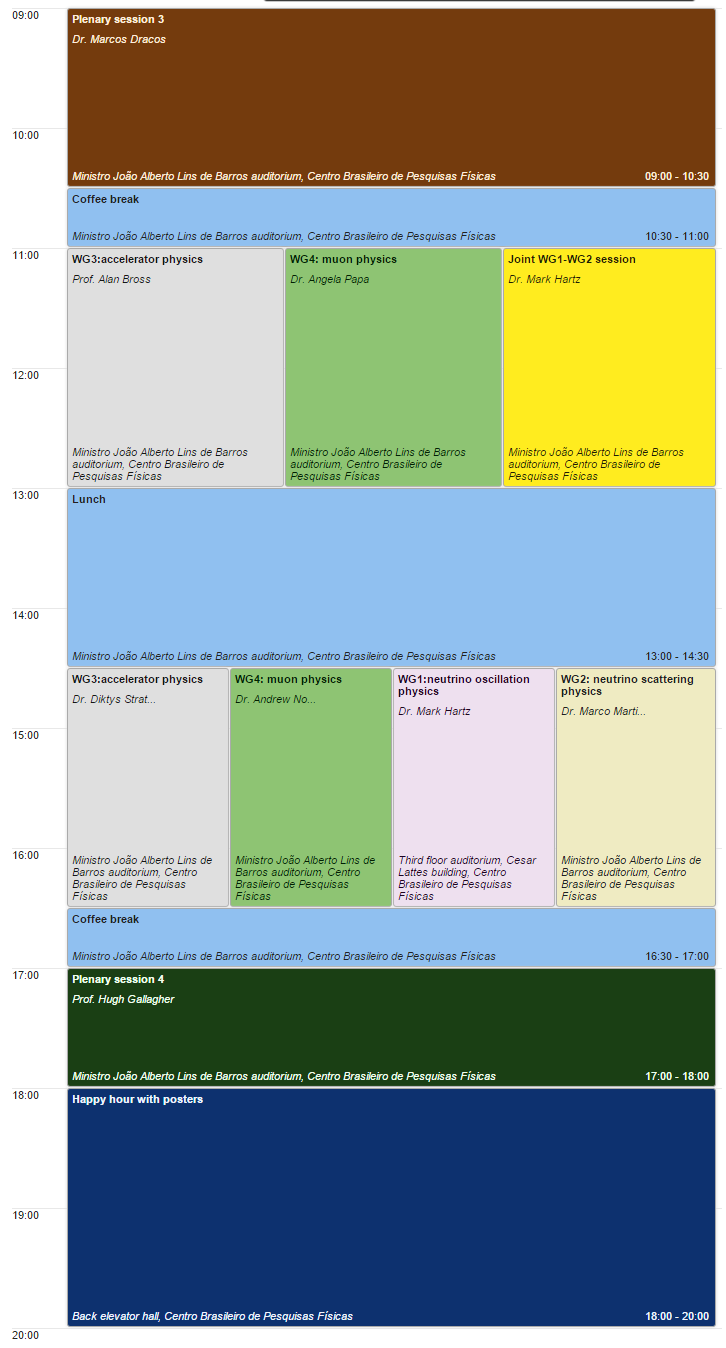 09:00
Plenary session 3
Dr. Marcos Dracos
10:00
Ministro João Alberto Lins de Barros auditorium, Centro Brasileiro de Pesquisas Físicas 09:00 - 10:30
Coffee break
Ministro João Alberto Lins de Barros auditorium, Centro Brasileiro de Pesquisas Físicas 10:30 - 11:00
11:00
WG3:accelerator physics
Prof. Alan Bross
Ministro João Alberto Lins de Barros
auditorium, Centro Brasileiro de
Pesquisas Físicas
WG4: muon physics
Dr. Angela Papa
Ministro João Alberto Lins de Barros
auditorium, Centro Brasileiro de
Pesquisas Físicas
Joint WG1-WG2 session
Dr. Mark Hartz
Ministro João Alberto Lins de Barros
auditorium, Centro Brasileiro de
Pesquisas Físicas
12:00
13:00
Lunch
14:00
Ministro João Alberto Lins de Barros auditorium, Centro Brasileiro de Pesquisas Físicas 13:00 - 14:30
WG3:accelerator physics
Dr. Diktys Strat...
Ministro João Alberto Lins de
Barros auditorium, Centro
Brasileiro de Pesquisas
Físicas
WG4: muon physics
Dr. Andrew No...
Ministro João Alberto Lins de
Barros auditorium, Centro
Brasileiro de Pesquisas
Físicas
WG1:neutrino oscillation
physics
Dr. Mark Hartz
Third floor auditorium, Cesar
Lattes building, Centro
Brasileiro de Pesquisas
Físicas
WG2: neutrino scattering
physics
Dr. Marco Marti...
Ministro João Alberto Lins de
Barros auditorium, Centro
Brasileiro de Pesquisas
Físicas
15:00
16:00
Coffee break
Ministro João Alberto Lins de Barros auditorium, Centro Brasileiro de Pesquisas Físicas 16:30 - 17:00
17:00
Plenary session 4
Prof. Hugh Gallagher
Ministro João Alberto Lins de Barros auditorium, Centro Brasileiro de Pesquisas Físicas 17:00 - 18:00
18:00
Happy hour with posters
19:00
Back elevator hall, Centro Brasileiro de Pesquisas Físicas 18:00 - 20:00
20:00